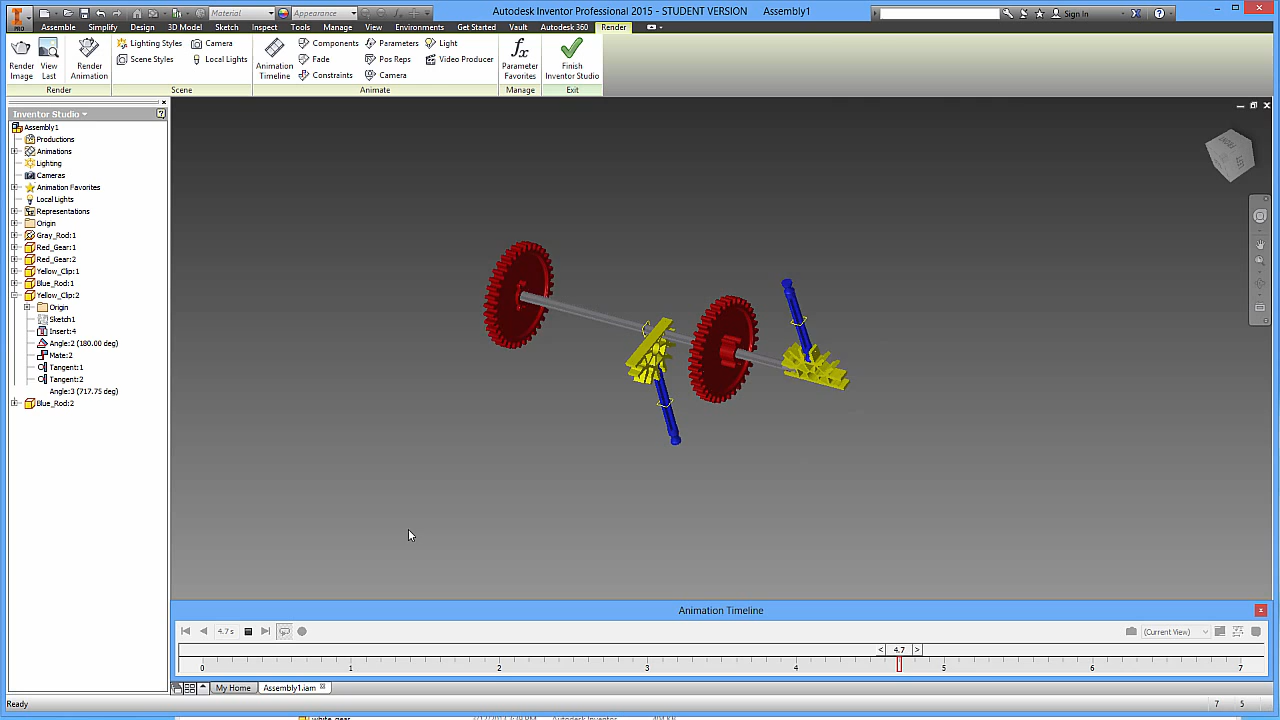 Material
Appearance
Autodesk Inventor Professional 2015 - STUDENT VERSION Assembly1
Sign In
PRO
Assemble Simplify Design 3D Model Sketch Inspect Tools Manage View Environments Get Started Vault Autodesk 360 Render
Render Image
View Last
Render Animation
Lighting Styles
Scene Styles
Camera
Local Lights
Animation Timeline
Components
Fade
Constraints
Parameters
Pos Reps
Camera
Light
Video Producer
Parameter Favorites
Finish Inventor Studio
Render Scene Animate Manage Exit
Inventor Studio
Assembly1
Productions
Animations
Lighting
Cameras
Animation Favorites
Local Lights
Representations
Origin
Gray_Rod:1
Red_Gear:1
Red_Gear:2
Yellow_Clip:1
Blue_Rod:1
Yellow_Clip:2
Origin
Sketch1
Insert:4
Angle:2 (180.00 deg)
Mate:2
Tangent:1
Tangent:2
Angle:3 (717.75 deg)
Blue_Rod:2
Animation Timeline
4.7 s
(Current View)
< 4.7 >
0 1 2 3 4 5 6 7
My Home Assembly1.iam
Ready 7 5